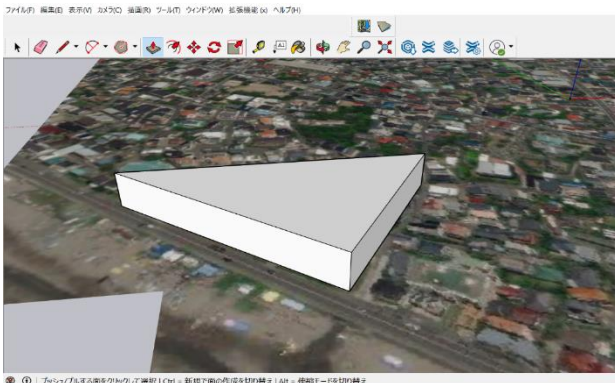 ファイル(F) 編集(E) 表示(V) カメラ(C) 描画(R) ツール(T) ウィンドウ(W) 拡張機能 (x) ヘルプ(H)
プッシュ/プルする面をクリックして選択 | Ctrl = 新規で面の作成を切り替え | Alt = 伸縮モードを切り替え